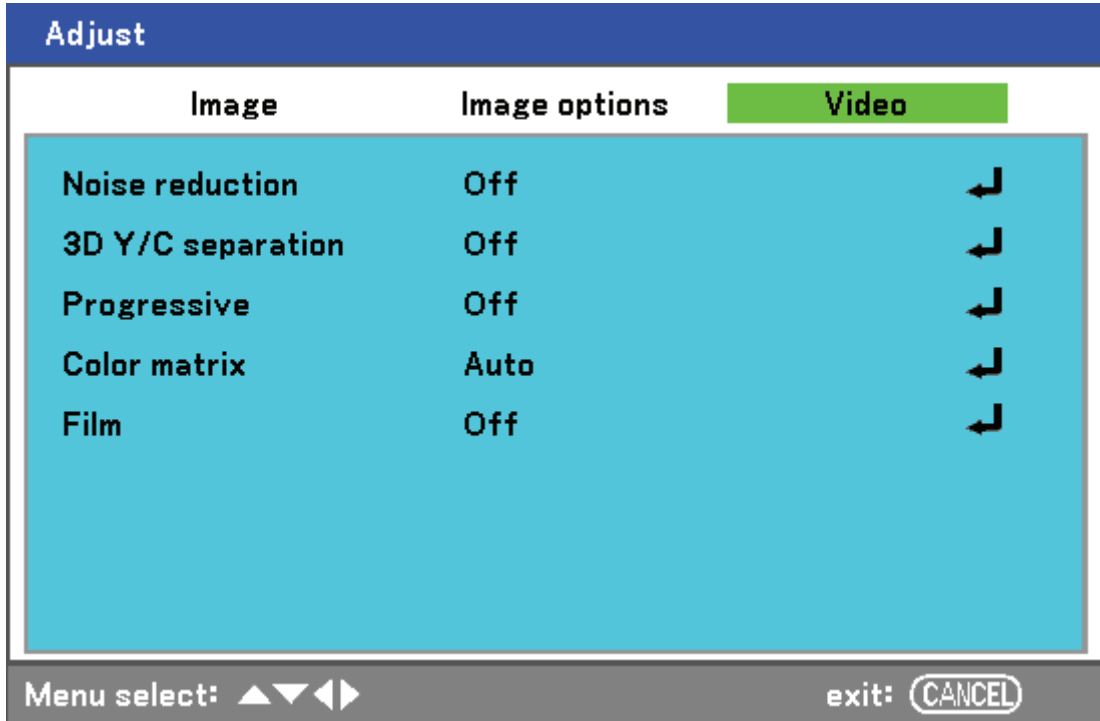 Adjust
Image Image options Video
Noise reduction Off
3D Y/C separation Off
Progressive Off
Color matrix Auto
Film Off
Menu select: ▲▼◀▶ exit: CANCEL